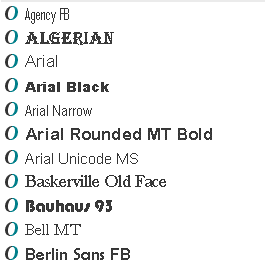 O Agency FB
O ALGERIAN
O Arial
O Arial Black
O Arial Narrow
O Arial Rounded MT Bold
O Arial Unicode MS
O Baskerville Old Face
O Bauhaus 93
O Bell MT
O Berlin Sans FB